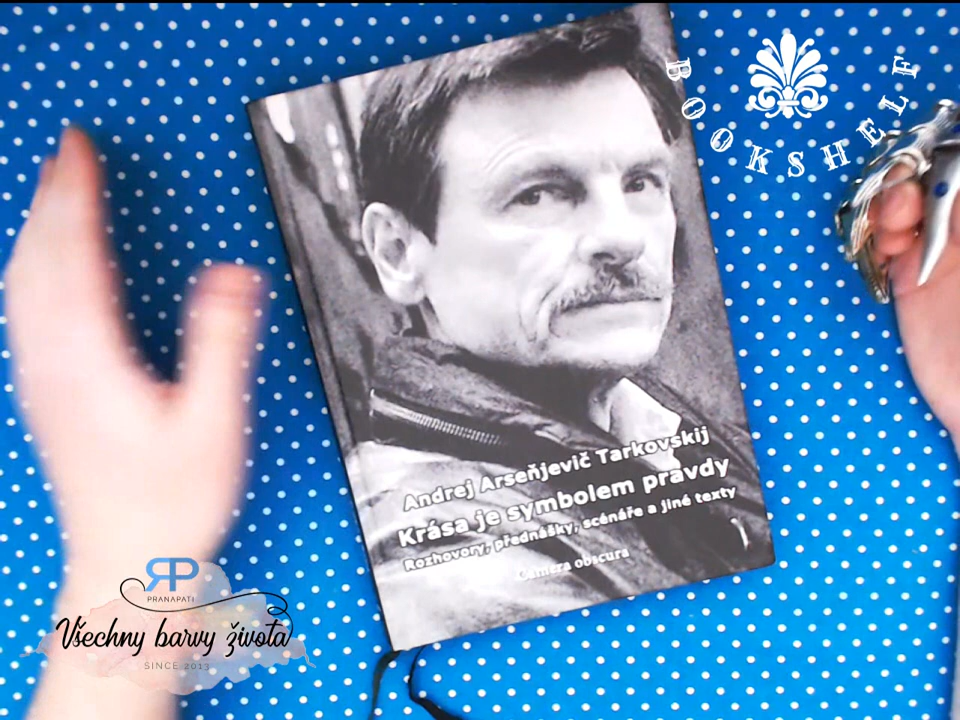 BOOKSHELF
Andrej Arseňjevič Tarkovskij
Krása je symbolem pravdy
Rozhovory, přednášky, scénáře a jiné texty
Camera obscura
RP
PRANAPATI
Všechny barvy života
SINCE 2013